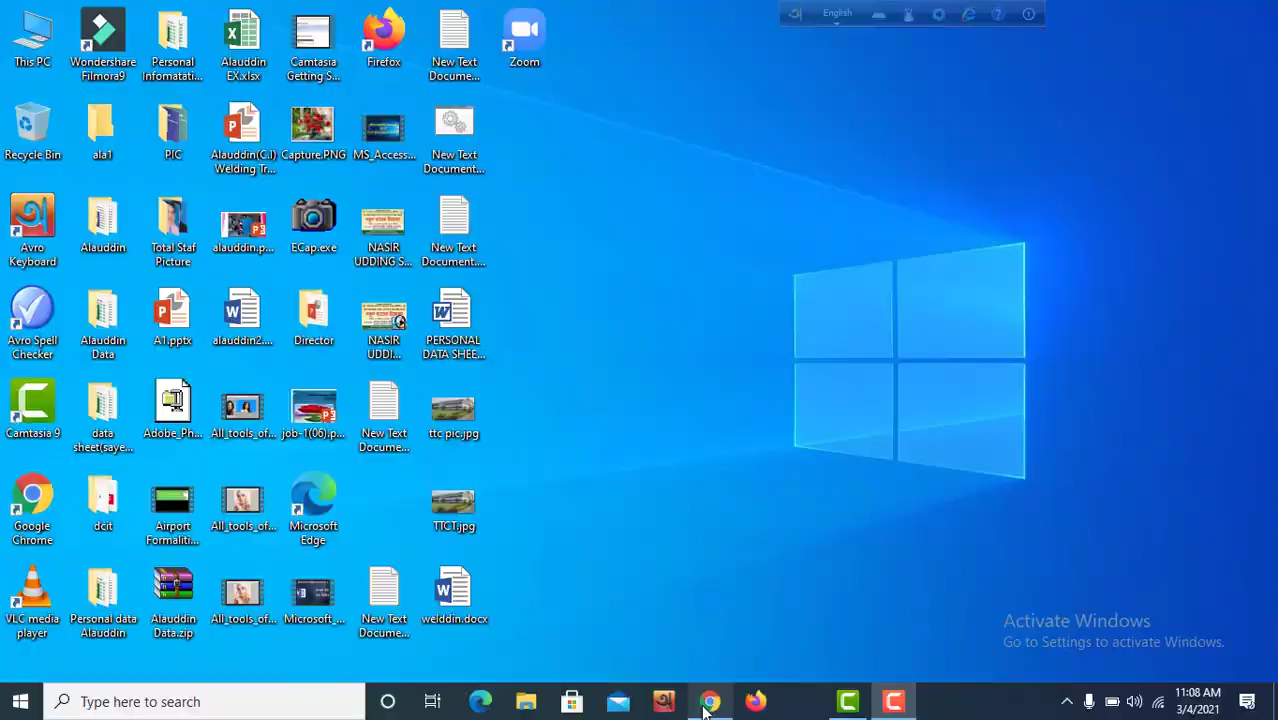 English
This PC
Wondershare
Filmora9
Personal
Infomatati...
Alauddin
EX.xlsx
Camtasia
Getting S...
Firefox
New Text
Docume...
Zoom
Recycle Bin
ala1
PIC
Alauddin(C.I)
Welding Tr...
Capture.PNG
MS_Access...
New Text
Document...
Avro
Keyboard
Alauddin
Total Staf
Picture
alauddin.p...
ECap.exe
NASIR
UDDING S...
New Text
Document....
Avro Spell
Checker
Alauddin
Data
A1.pptx
alauddin2....
Director
NASIR
UDDI...
PERSONAL
DATA SHEE...
Camtasia 9
data
sheet(saye...
Adobe_Ph...
All_tools_of...
job-1(06).p...
New Text
Docume...
ttc pic.jpg
Google
Chrome
dcit
Airport
Formaliti...
All_tools_of...
Microsoft
Edge
TTCT.jpg
VLC media
player
Personal data
Alauddin
Alauddin
Data.zip
All_tools_of...
Microsoft_...
New Text
Docume...
welddin.docx
Activate Windows
Go to Settings to activate Windows.
Type here to search
11:08 AM
3/4/2021